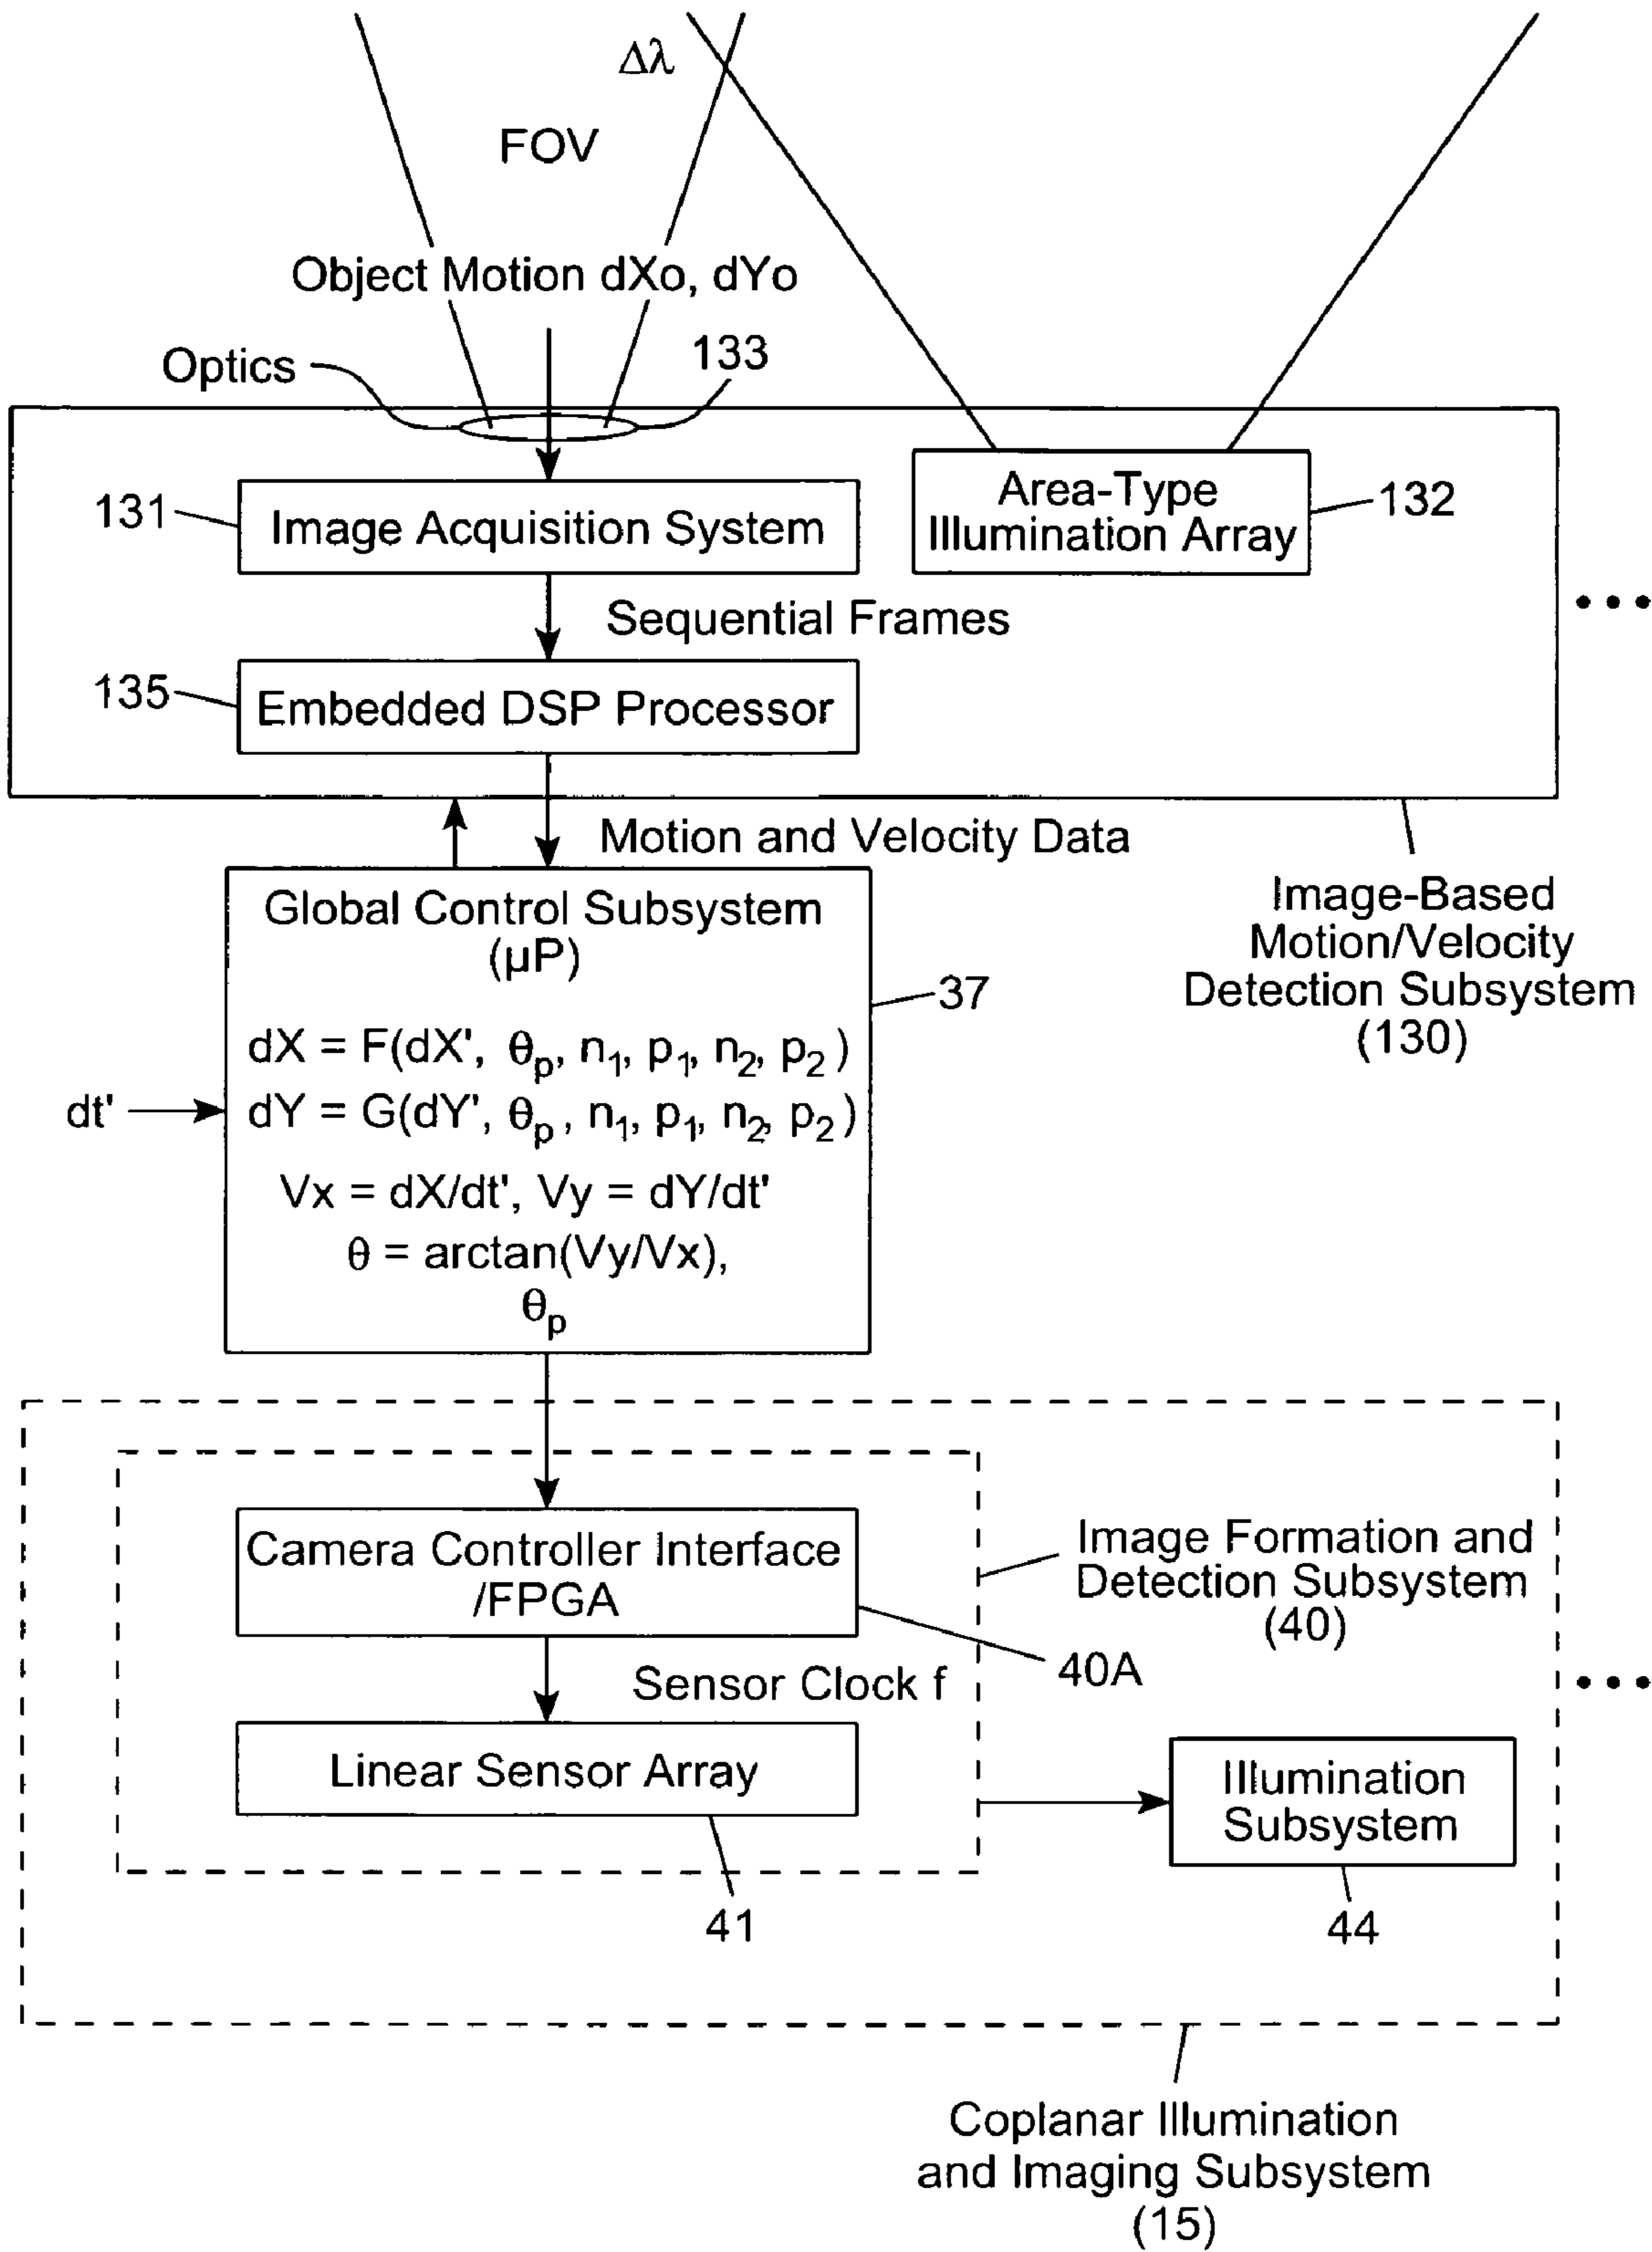 Δλ
FOV
Object Motion dXo, dYo
Optics
133
131
Image Acquisition System
Area-Type
Illumination Array
132
Sequential Frames
135
Embedded DSP Processor
Motion and Velocity Data
Image-Based
Motion/Velocity
Detection Subsystem
(130)
Global Control Subsystem
(µP)
37
dX = F(dX', θp, n1, p1, n2, p2 )
dt'
dY = G(dY', θp, n1, p1, n2, p2)
Vx = dX/dt', Vy = dY/dt'
θ = arctan(Vy/Vx),
θp
Camera Controller Interface
/FPGA
Image Formation and
Detection Subsystem
(40)
40A
Sensor Clock f
Linear Sensor Array
41
Illumination
Subsystem
44
Coplanar Illumination
and Imaging Subsystem
(15)